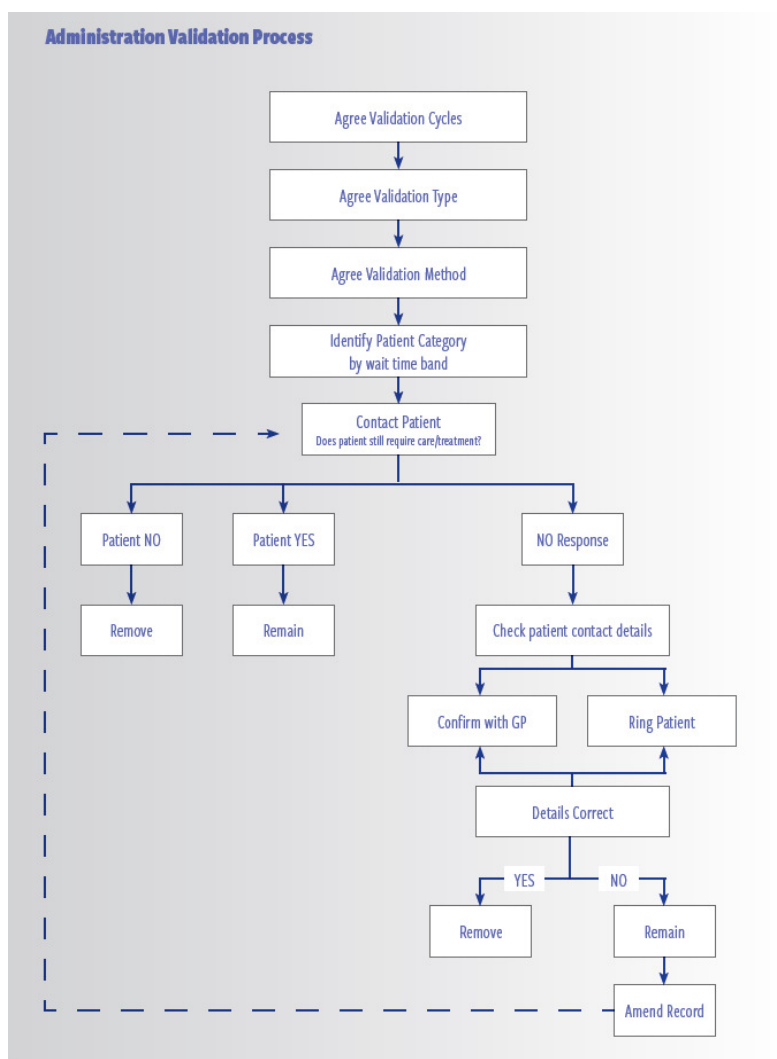 Administration Validation Process
Agree Validation Cycles
Agree Validation Type
Agree Validation Method
Identify Patient Category
by wait time band
Contact Patient
Does patient still require care/treatment?
Patient NO
Patient YES
NO Response
Remove
Remain
Check patient contact details
Confirm with GP
Ring Patient
Details Correct
YES
NO
Remove
Remain
Amend Record